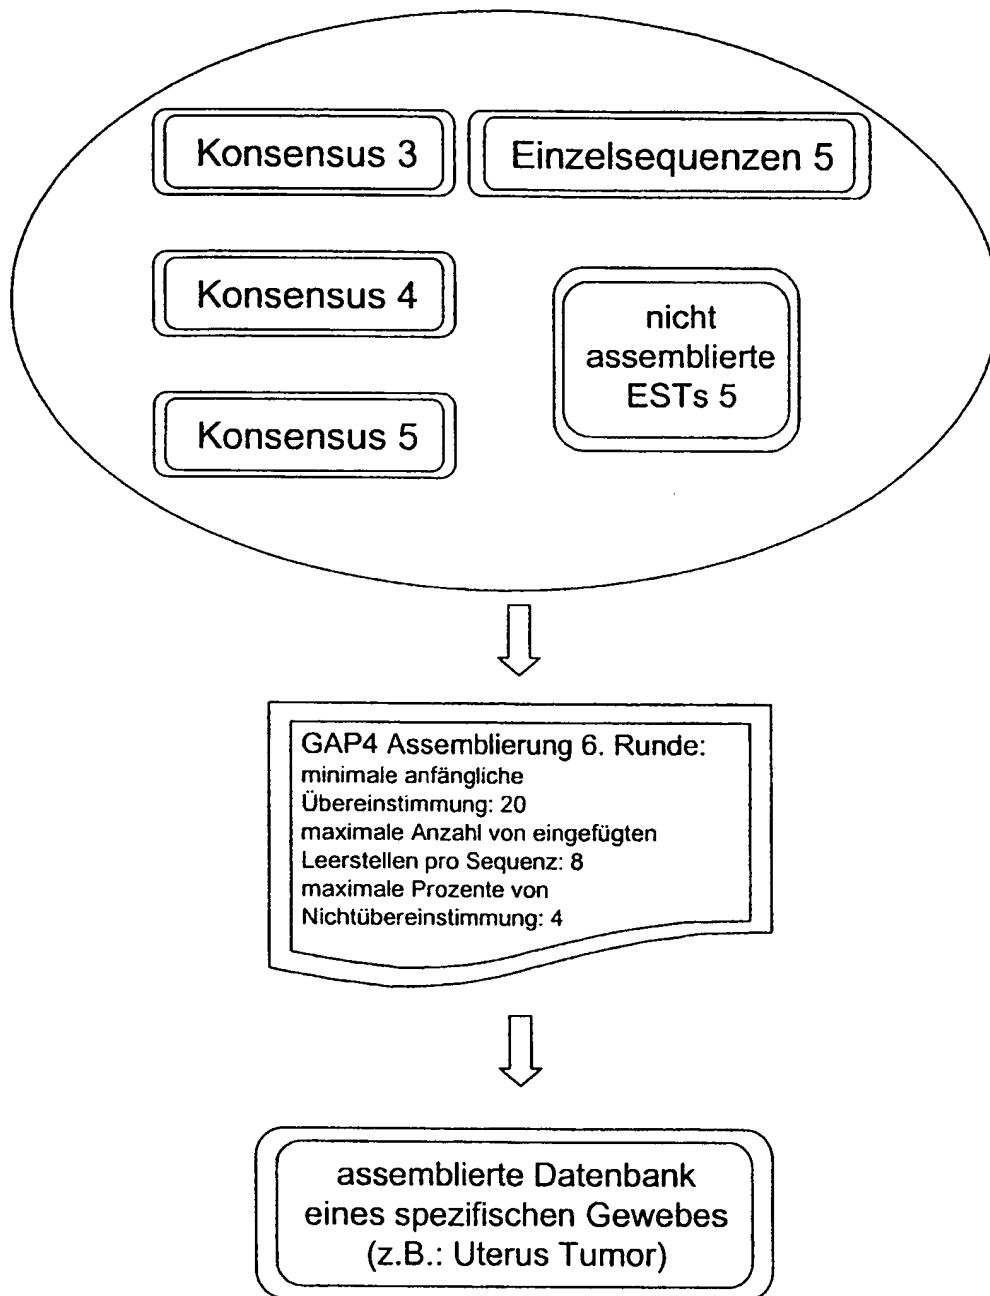 Konsensus 3
Einzelsequenzen 5
Konsensus 4
nicht
assemblierte
ESTs 5
Konsensus 5
GAP4 Assemblierung 6. Runde:
minimale anfängliche
Übereinstimmung: 20
maximale Anzahl von eingefügten
Leerstellen pro Sequenz: 8
maximale Prozente von
Nichtübereinstimmung: 4
assemblierte Datenbank
eines spezifischen Gewebes
(z.B.: Uterus Tumor)